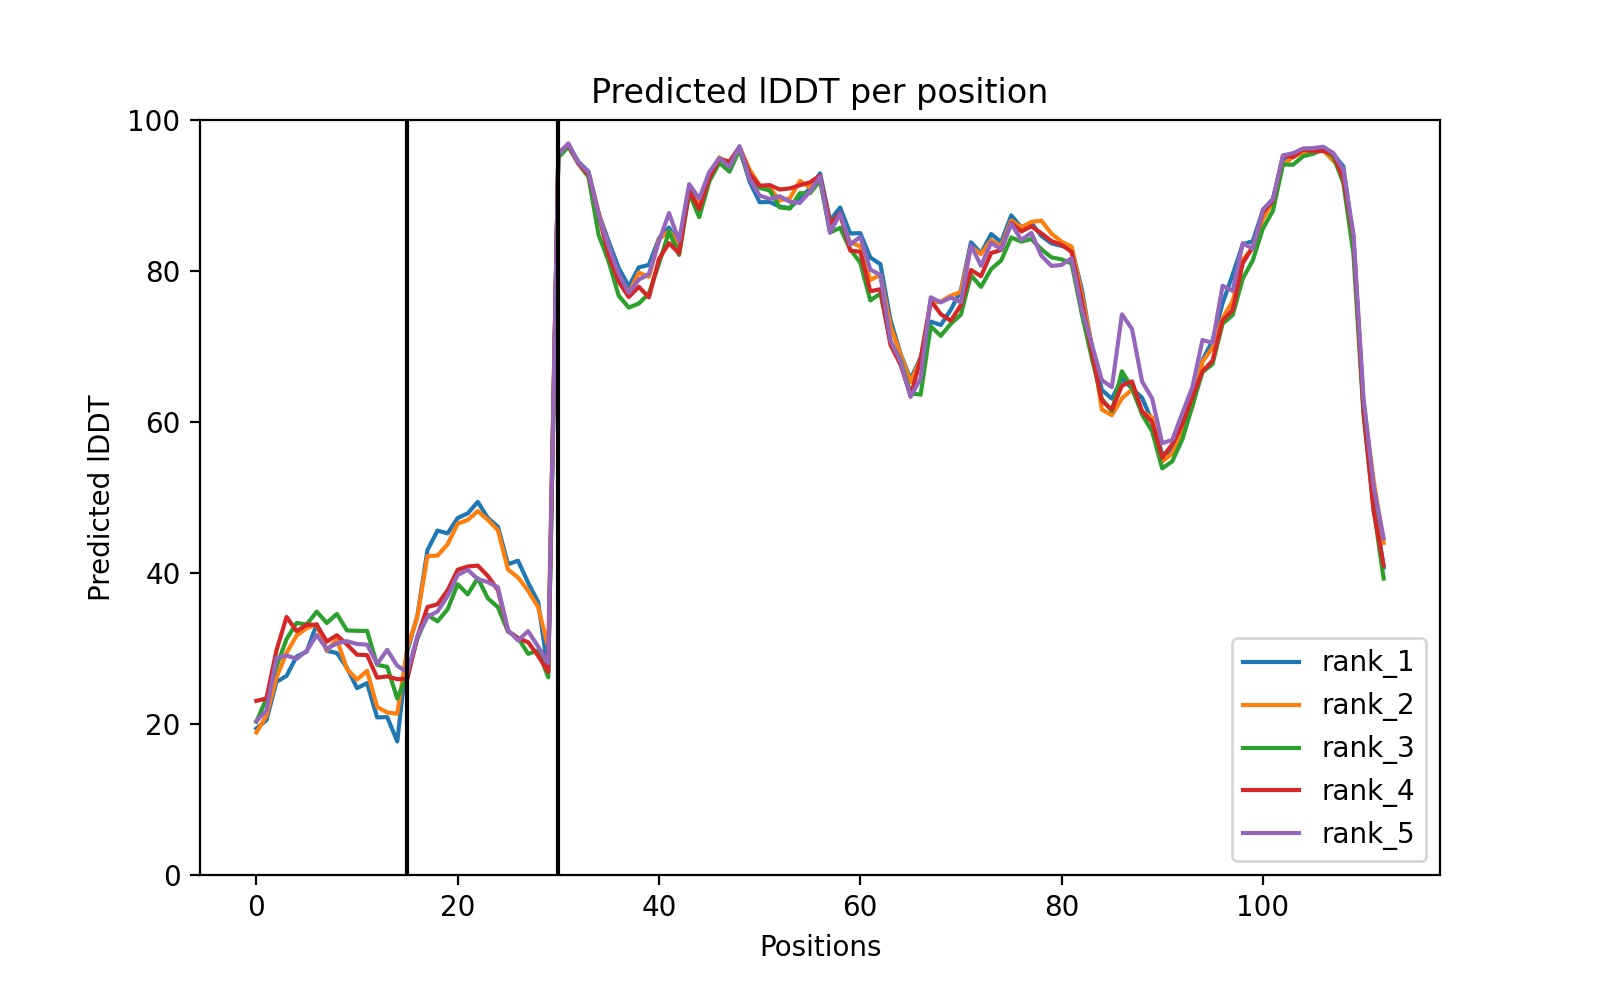 Predicted lDDT per position
100
80
60
40
20
0
Predicted lDDT
0 20 40 60 80 100
Positions
rank_1
rank_2
rank_3
rank_4
rank_5